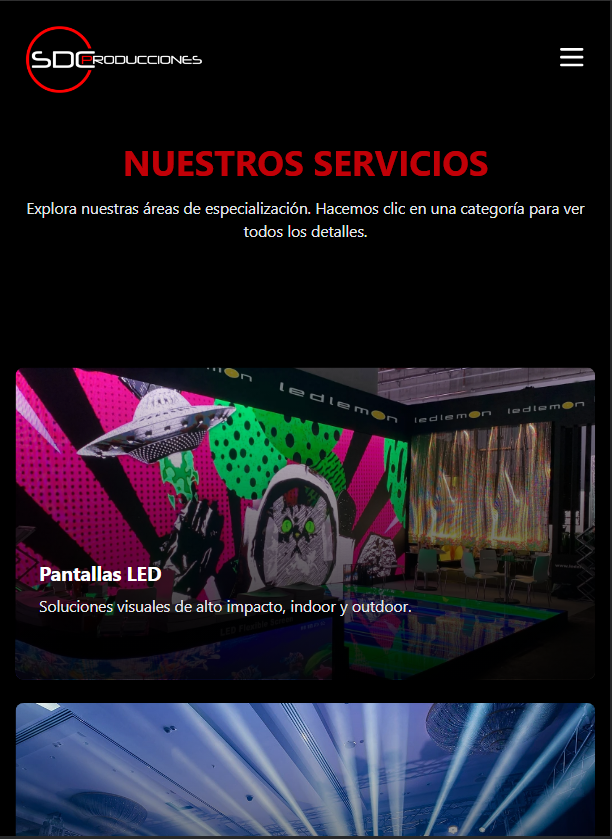 SDC PRODUCCIONES
NUESTROS SERVICIOS
Explora nuestras áreas de especialización. Hacemos clic en una categoría para ver
todos los detalles.
ledlemon
ledlemon
ledlemon
Pantallas LED
Soluciones visuales de alto impacto, indoor y outdoor.